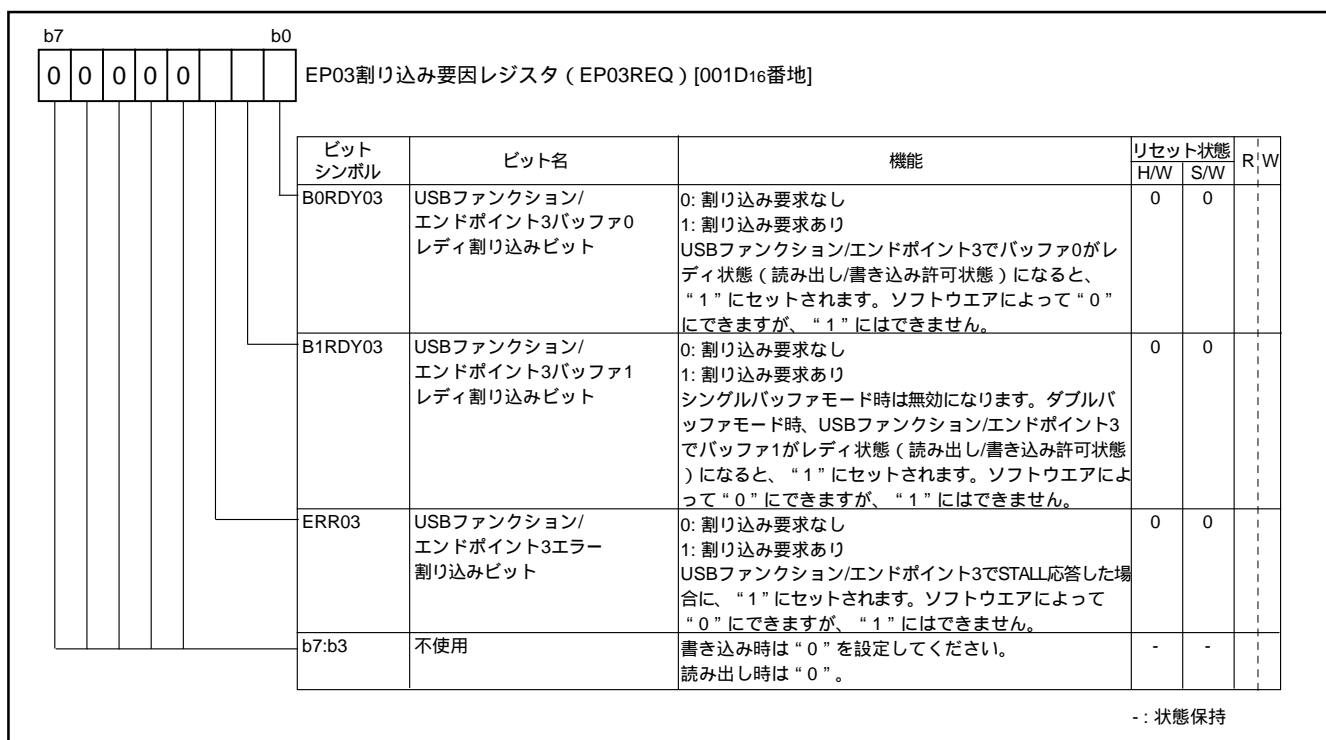 b7 b0
0 0 0 0 0
EP03割り込み要因レジスタ(EP03REQ)[001D16番地]
ビット
シンボル
ビット名
機能
リセット状態
H/W S/W
R W
B0RDY03
USBファンクション/
エンドポイント3バッファ0
レディ割り込みビット
0: 割り込み要求なし
1: 割り込み要求あり
USBファンクション/エンドポイント3でバッファ0がレ
ディ状態(読み出し/書き込み許可状態)になると、
“1”にセットされます。ソフトウエアによって“0”
にできますが、“1”にはできません。
0 0
B1RDY03
USBファンクション/
エンドポイント3バッファ1
レディ割り込みビット
0: 割り込み要求なし
1: 割り込み要求あり
シングルバッファモード時は無効になります。ダブルバ
ッファモード時、USBファンクション/エンドポイント3
でバッファ1がレディ状態(読み出し/書き込み許可状態
)になると、“1”にセットされます。ソフトウエアによ
って“0”にできますが、“1”にはできません。
0 0
ERR03
USBファンクション/
エンドポイント3エラー
割り込みビット
0: 割り込み要求なし
1: 割り込み要求あり
USBファンクション/エンドポイント3でSTALL応答した場
合に、“1”にセットされます。ソフトウエアによって
“0”にできますが、“1”にはできません。
0 0
b7:b3
不使用
書き込み時は“0”を設定してください。
読み出し時は“0”。
- -
- : 状態保持